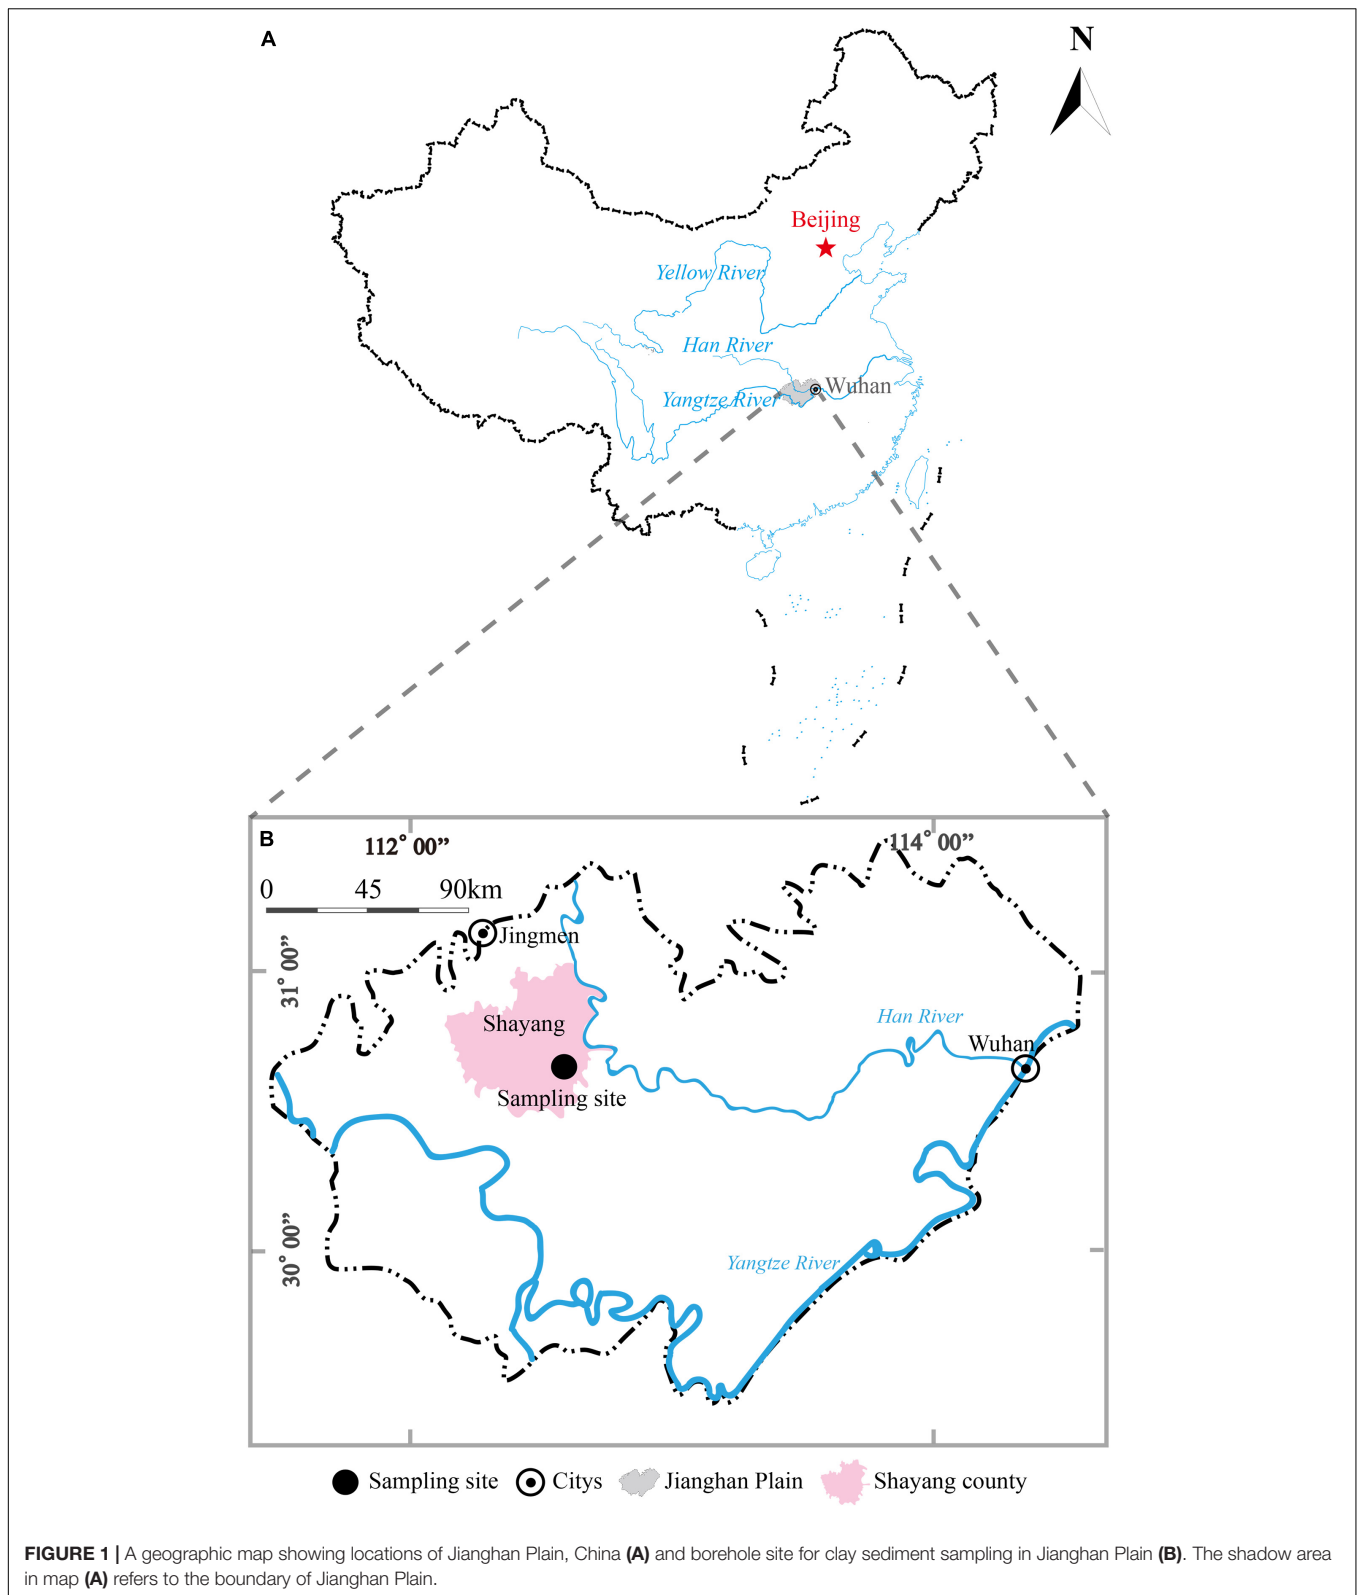 A
N
Beijing
Yellow River
Han River
Yangtze River
Wuhan
B
112° 00”
114° 00”
0 45 90km
Jingmen
31° 00”
Shayang
Han River
Wuhan
Sampling site
30° 00”
Yangtze River
Sampling site Citys Jianghan Plain Shayang county
FIGURE 1 | A geographic map showing locations of Jianghan Plain, China (A) and borehole site for clay sediment sampling in Jianghan Plain (B). The shadow area
in map (A) refers to the boundary of Jianghan Plain.